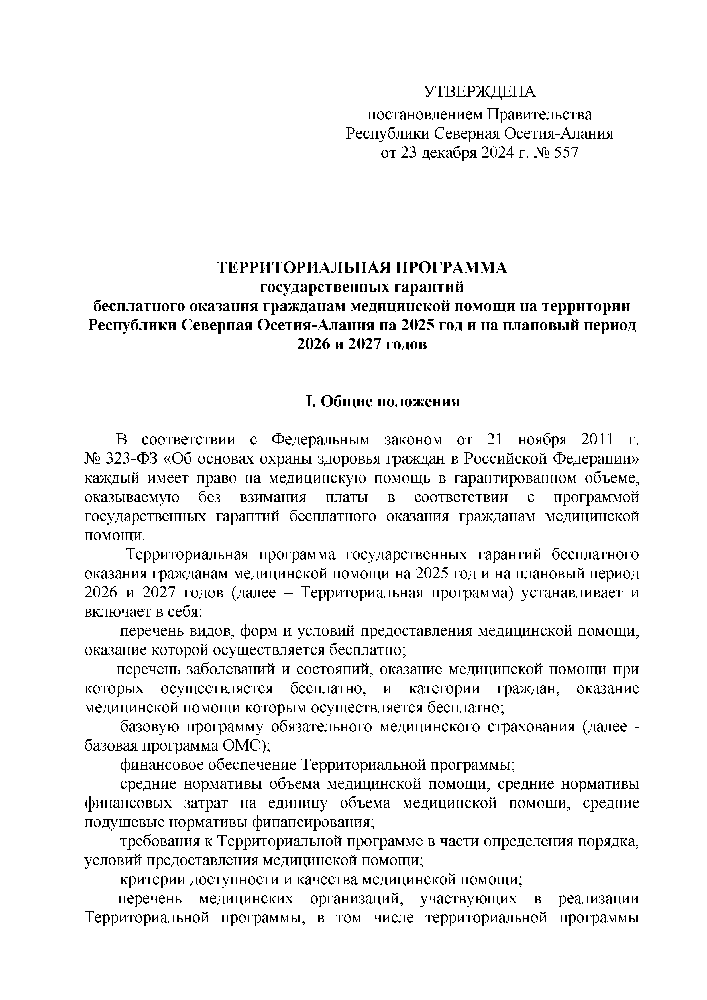 УТВЕРЖДЕНА
постановлением Правительства
Республики Северная Осетия-Алания
от 23 декабря 2024 г. № 557
ТЕРРИТОРИАЛЬНАЯ ПРОГРАММА
государственных гарантий
бесплатного оказания гражданам медицинской помощи на территории
Республики Северная Осетия-Алания на 2025 год и на плановый период
2026 и 2027 годов
I. Общие положения
В соответствии с Федеральным законом от 21 ноября 2011 г.
№ 323-ФЗ «Об основах охраны здоровья граждан в Российской Федерации»
каждый имеет право на медицинскую помощь в гарантированном объеме,
оказываемую без взимания платы в соответствии с программой
государственных гарантий бесплатного оказания гражданам медицинской
помощи.
Территориальная программа государственных гарантий бесплатного
оказания гражданам медицинской помощи на 2025 год и на плановый период
2026 и 2027 годов (далее – Территориальная программа) устанавливает и
включает в себя:
перечень видов, форм и условий предоставления медицинской помощи,
оказание которой осуществляется бесплатно;
перечень заболеваний и состояний, оказание медицинской помощи при
которых осуществляется бесплатно, и категории граждан, оказание
медицинской помощи которым осуществляется бесплатно;
базовую программу обязательного медицинского страхования (далее -
базовая программа ОМС);
финансовое обеспечение Территориальной программы;
средние нормативы объема медицинской помощи, средние нормативы
финансовых затрат на единицу объема медицинской помощи, средние
подушевые нормативы финансирования;
требования к Территориальной программе в части определения порядка,
условий предоставления медицинской помощи;
критерии доступности и качества медицинской помощи;
перечень медицинских организаций, участвующих в реализации
Территориальной программы, в том числе территориальной программы